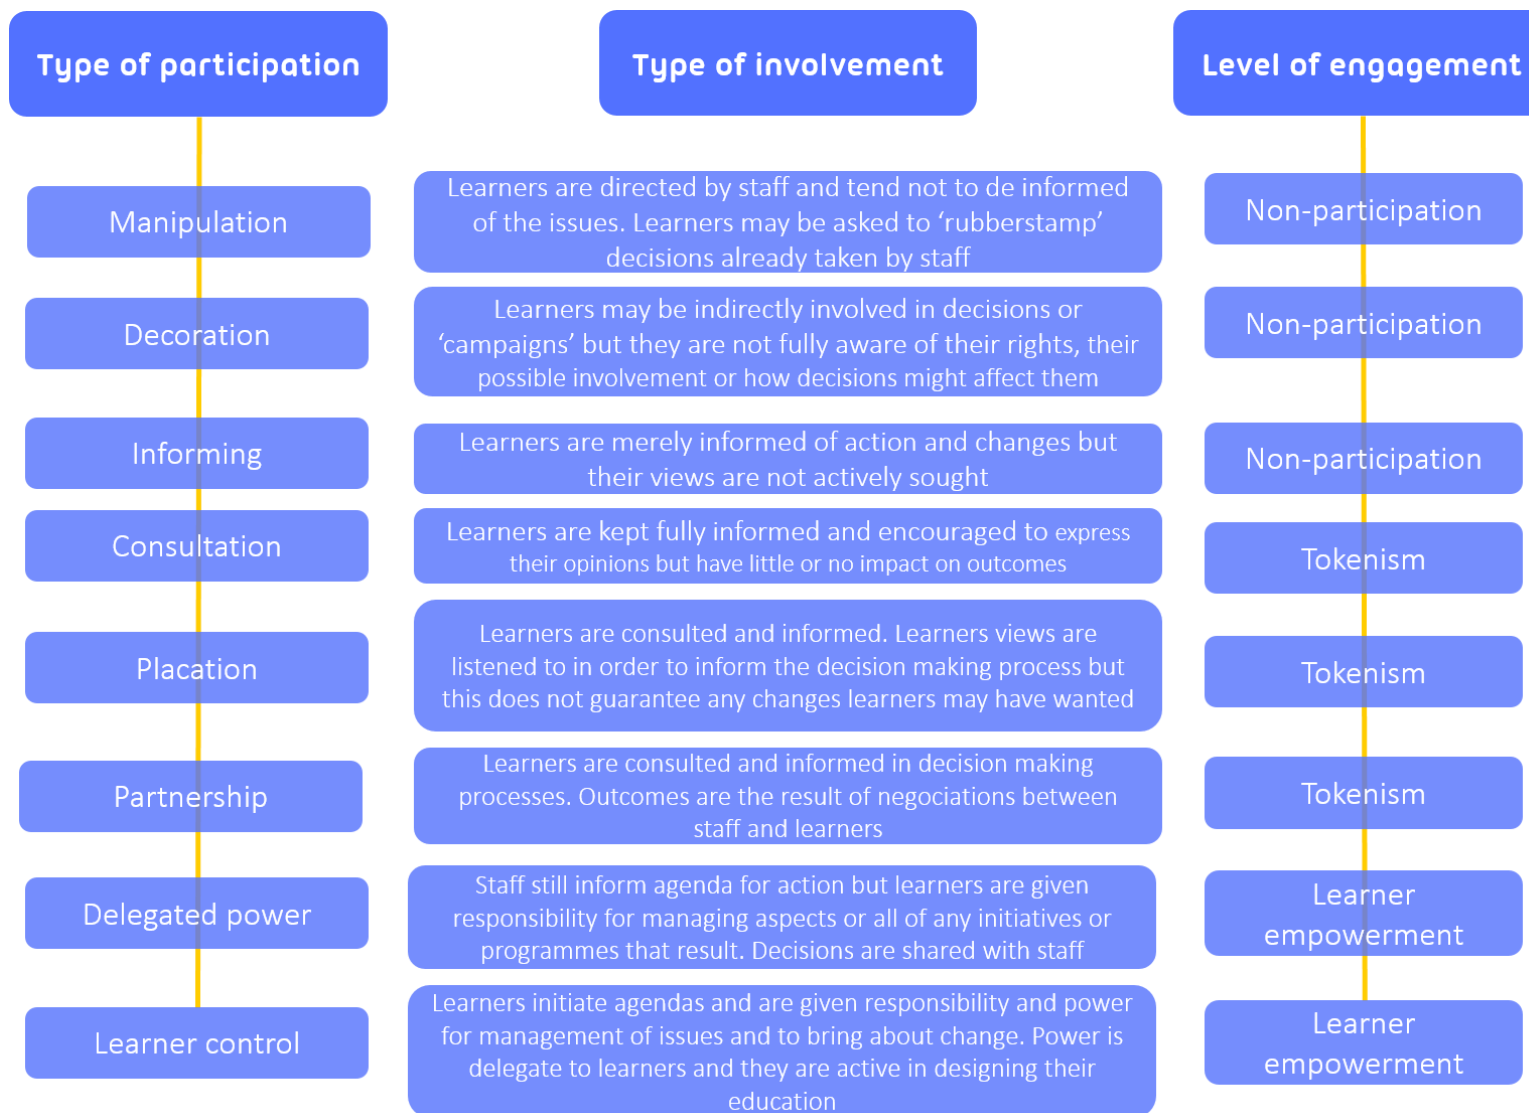 Type of participation
Type of involvement
Level of engagement
Manipulation
Learners are directed by staff and tend not to de informed
of the issues. Learners may be asked to ‘rubberstamp’
decisions already taken by staff
Non-participation
Decoration
Learners may be indirectly involved in decisions or
‘campaigns’ but they are not fully aware of their rights, their
possible involvement or how decisions might affect them
Non-participation
Informing
Learners are merely informed of action and changes but
their views are not actively sought
Non-participation
Consultation
Learners are kept fully informed and encouraged to express
their opinions but have little or no impact on outcomes
Tokenism
Placation
Learners are consulted and informed. Learners views are
listened to in order to inform the decision making process but
this does not guarantee any changes learners may have wanted
Tokenism
Partnership
Learners are consulted and informed in decision making
processes. Outcomes are the result of negociations between
staff and learners
Tokenism
Delegated power
Staff still inform agenda for action but learners are given
responsibility for managing aspects or all of any initiatives or
programmes that result. Decisions are shared with staff
Learner
empowerment
Learner control
Learners initiate agendas and are given responsibility and power
for management of issues and to bring about change. Power is
delegate to learners and they are active in designing their
education
Learner
empowerment